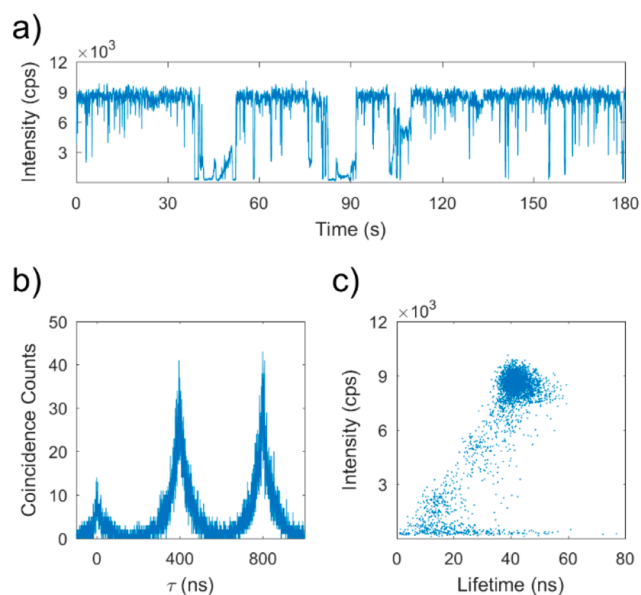 a)
×10³
12
9
6
3
Intensity (cps)
0 30 60 90 120 150 180
Time (s)
b)
50
40
30
20
10
0
Coincidence Counts
0 400 800
τ (ns)
c)
×10³
12
9
6
3
Intensity (cps)
0 20 40 60 80
Lifetime (ns)